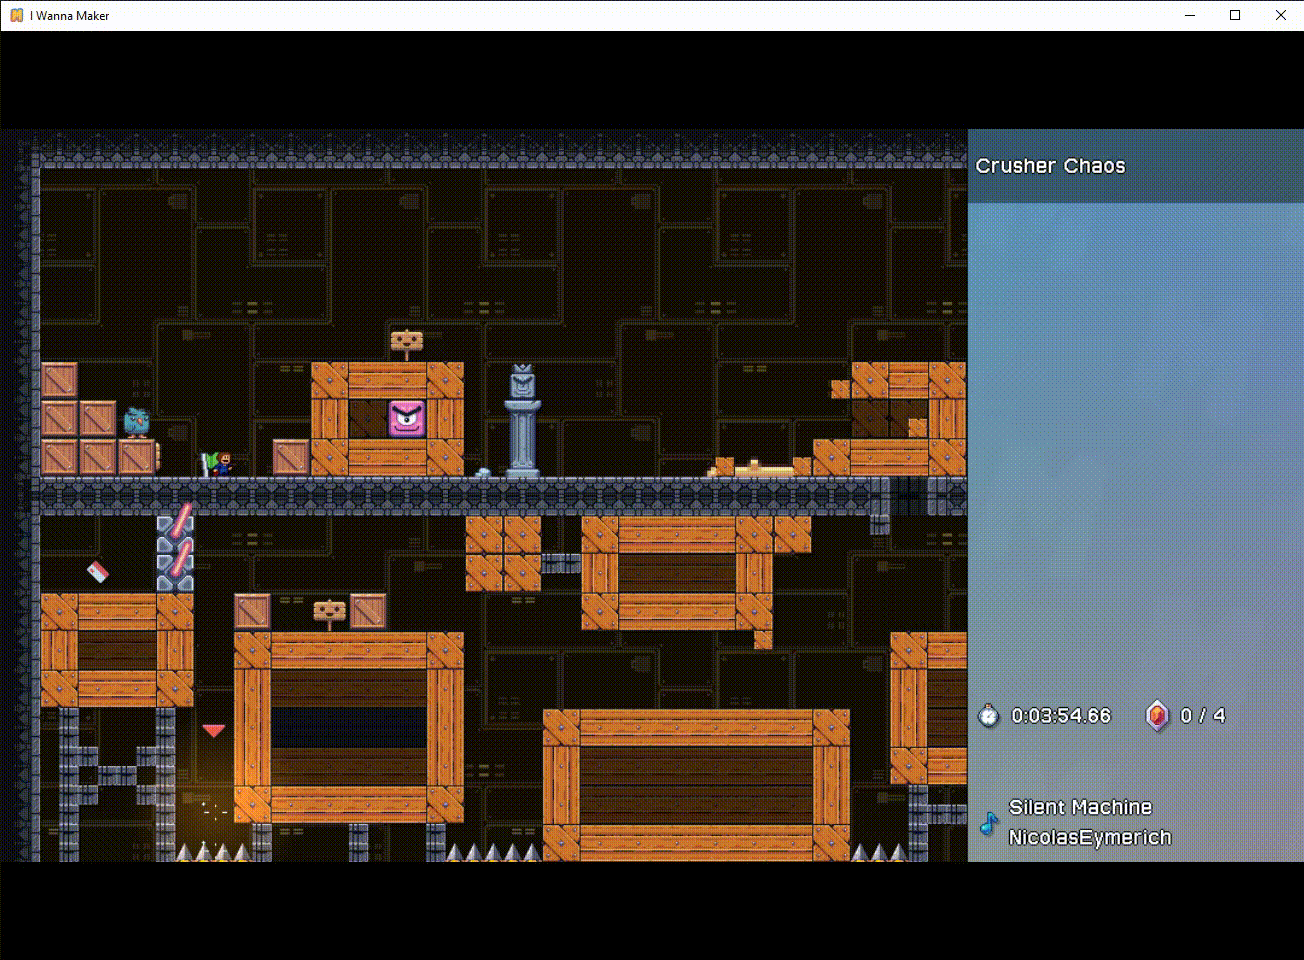 I Wanna Maker
Crusher Chaos
0:03:54.66
0 / 4
Silent Machine
NicolasEymerich